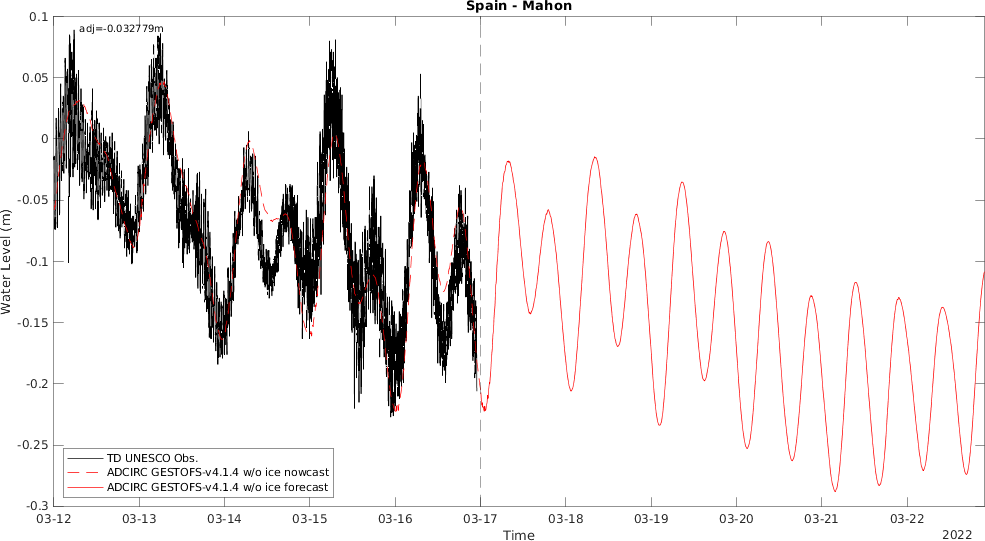 Spain - Mahon
adj=-0.032779m
0.1
0.05
0
-0.05
-0.1
-0.15
-0.2
-0.25
-0.3
Water Level (m)
TD UNESCO Obs.
ADCIRC GESTOFS-v4.1.4 w/o ice nowcast
ADCIRC GESTOFS-v4.1.4 w/o ice forecast
03-12 03-13 03-14 03-15 03-16 03-17 03-18 03-19 03-20 03-21 03-22
Time
2022